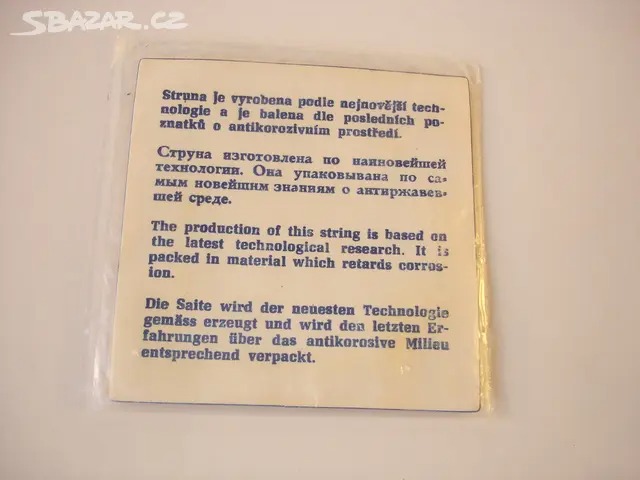 SBAZAR.CZ
Struna je vyrobena podle nejnovější tech-
nologie a je balena dle posledních po-
znatků o antikorozivním prostředí.
Струна изготовлена по наиновейшей
технологии. Она упаковывана по са-
мым новейшим знаниям о антиржавев-
шей среде.
The production of this string is based on
the latest technological research. It is
packed in material which retards corros-
ion.
Die Saite wird der neuesten Technologie
gemäss erzeugt und wird den letzten Er-
fahrungen über das antikorosive Milieu
entsprechend verpackt.